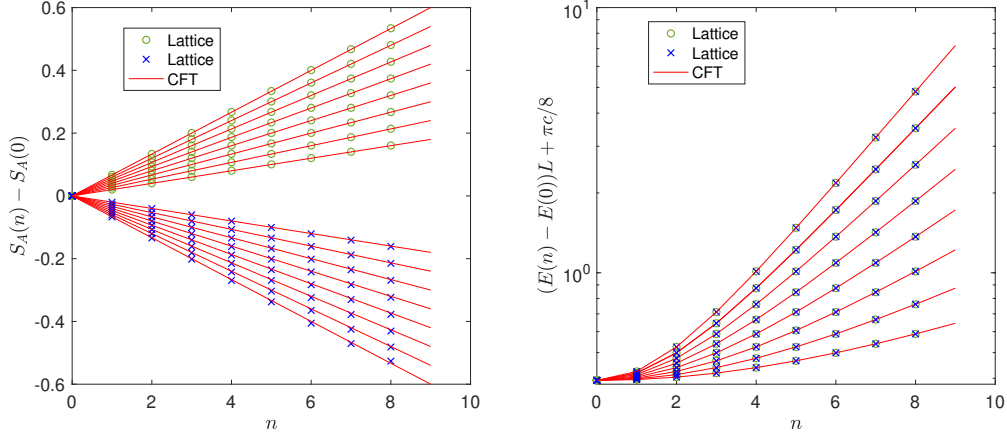 0.6
0.4
0.2
0
-0.2
-0.4
-0.6
0 2 4 6 8 10
n
S_A(n) − S_A(0)
Lattice
Lattice
CFT
10^1
10^0
0 2 4 6 8 10
n
(E(n) − E(0))L + πc/8
Lattice
Lattice
CFT